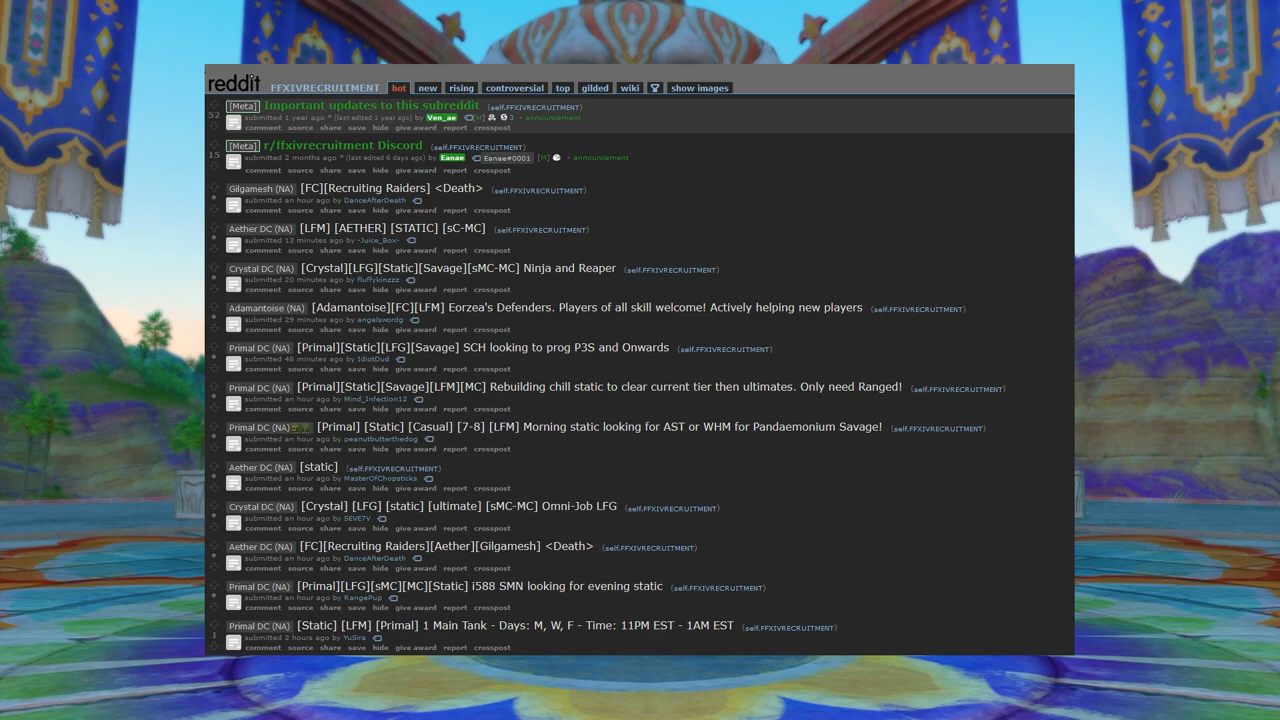 reddit FFXIVRECRUITMENT hot new rising controversial top gilded wiki show images
[Meta] Important updates to this subreddit (self.FFXIVRECRUITMENT)
52
submitted 1 year ago * (last edited 1 year ago) by Ven_ae [M] 3 - announcement
comment source share save hide give award report crosspost
[Meta] r/ffxivrecruitment Discord (self.FFXIVRECRUITMENT)
15
submitted 2 months ago * (last edited 6 days ago) by Eanae Eanae#0001 [M] - announcement
comment source share save hide give award report crosspost
Gilgamesh (NA) [FC][Recruiting Raiders] <Death> (self.FFXIVRECRUITMENT)
submitted an hour ago by DanceAfterDeath
comment source share save hide give award report crosspost
Aether DC (NA) [LFM] [AETHER] [STATIC] [sC-MC] (self.FFXIVRECRUITMENT)
submitted 13 minutes ago by -Juice_Box-
comment source share save hide give award report crosspost
Crystal DC (NA) [Crystal][LFG][Static][Savage][sMC-MC] Ninja and Reaper (self.FFXIVRECRUITMENT)
submitted 20 minutes ago by fluffykinzzz
comment source share save hide give award report crosspost
Adamantoise (NA) [Adamantoise][FC][LFM] Eorzea's Defenders. Players of all skill welcome! Actively helping new players (self.FFXIVRECRUITMENT)
submitted 29 minutes ago by angelswordg
comment source share save hide give award report crosspost
Primal DC (NA) [Primal][Static][LFG][Savage] SCH looking to prog P3S and Onwards (self.FFXIVRECRUITMENT)
submitted 48 minutes ago by IdiotDud
comment source share save hide give award report crosspost
Primal DC (NA) [Primal][Static][Savage][LFM][MC] Rebuilding chill static to clear current tier then ultimates. Only need Ranged! (self.FFXIVRECRUITMENT)
submitted an hour ago by Mind_Infection12
comment source share save hide give award report crosspost
Primal DC (NA) [Primal] [Static] [Casual] [7-8] [LFM] Morning static looking for AST or WHM for Pandaemonium Savage! (self.FFXIVRECRUITMENT)
submitted an hour ago by peanutbutterthedog
comment source share save hide give award report crosspost
Aether DC (NA) [static] (self.FFXIVRECRUITMENT)
submitted an hour ago by MasterOfChopsticks
comment source share save hide give award report crosspost
Crystal DC (NA) [Crystal] [LFG] [static] [ultimate] [sMC-MC] Omni-Job LFG (self.FFXIVRECRUITMENT)
submitted an hour ago by SEVE7V
comment source share save hide give award report crosspost
Aether DC (NA) [FC][Recruiting Raiders][Aether][Gilgamesh] <Death> (self.FFXIVRECRUITMENT)
submitted an hour ago by DanceAfterDeath
comment source share save hide give award report crosspost
Primal DC (NA) [Primal][LFG][sMC][MC][Static] i588 SMN looking for evening static (self.FFXIVRECRUITMENT)
submitted an hour ago by RangePup
comment source share save hide give award report crosspost
Primal DC (NA) [Static] [LFM] [Primal] 1 Main Tank - Days: M, W, F - Time: 11PM EST - 1AM EST (self.FFXIVRECRUITMENT)
1
submitted 2 hours ago by YuSira
comment source share save hide give award report crosspost